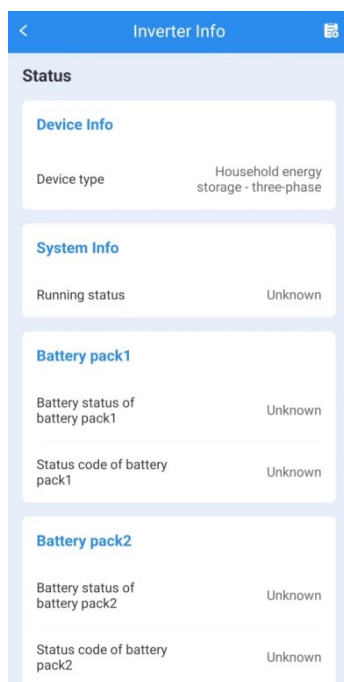 Inverter Info
Status
Device Info
Device type
Household energy
storage - three-phase
System Info
Running status
Unknown
Battery pack1
Battery status of
battery pack1
Unknown
Status code of battery
pack1
Unknown
Battery pack2
Battery status of
battery pack2
Unknown
Status code of battery
pack2
Unknown